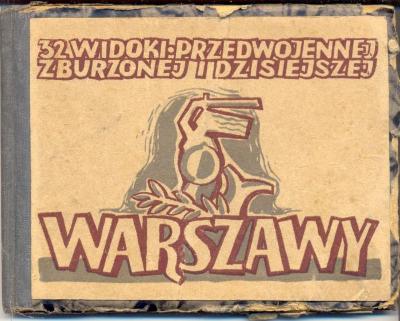 32 WIDOKI: PRZEDWOJENNEJ,
ZBURZONEJ I DZISIEJSZEJ
WARSZAWY